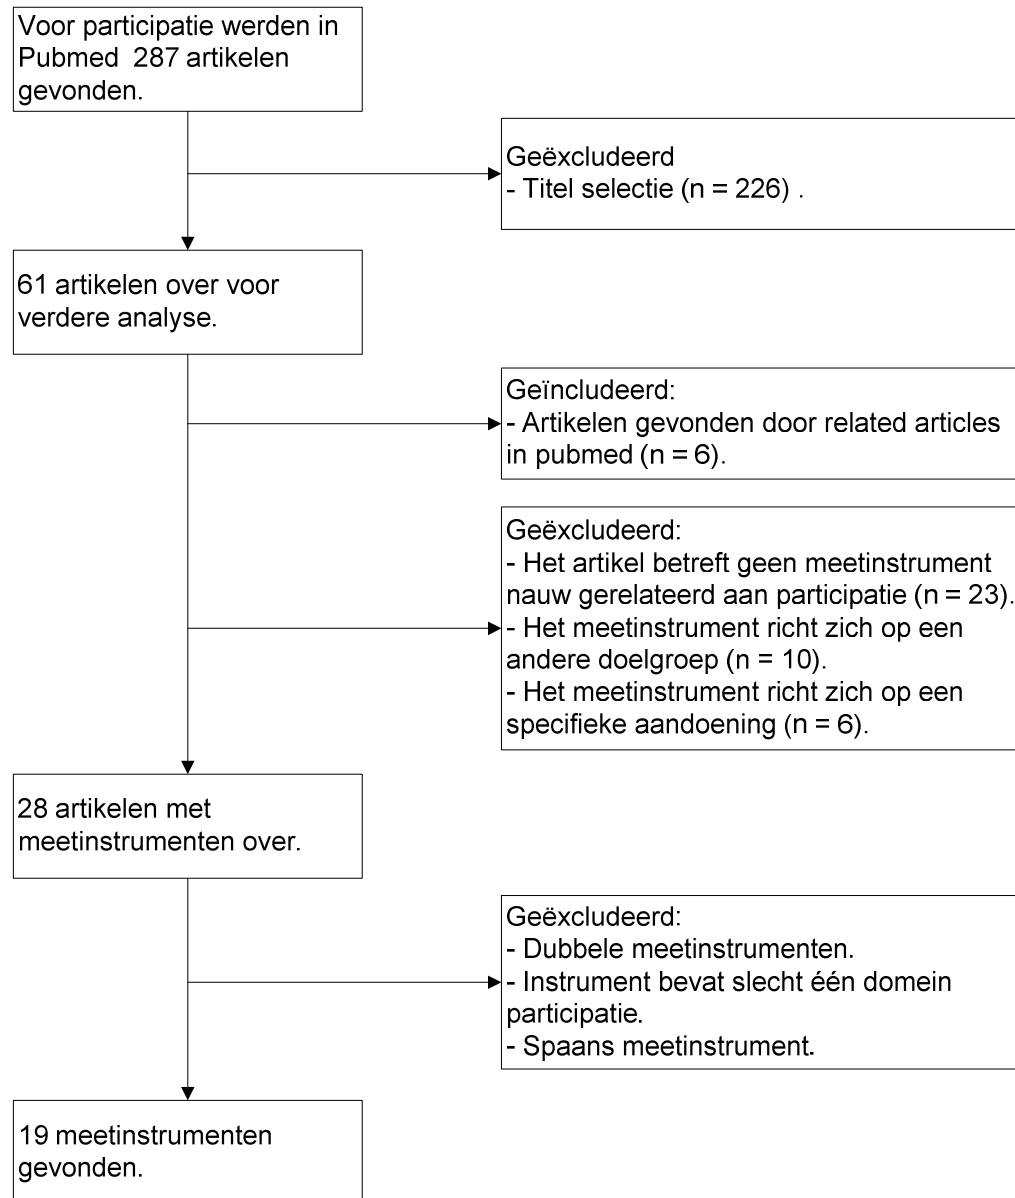 Voor participatie werden in
Pubmed 287 artikelen
gevonden.
Geëxcludeerd
- Titel selectie (n = 226) .
61 artikelen over voor
verdere analyse.
Geïncludeerd:
- Artikelen gevonden door related articles
in pubmed (n = 6).
Geëxcludeerd:
- Het artikel betreft geen meetinstrument
nauw gerelateerd aan participatie (n = 23).
- Het meetinstrument richt zich op een
andere doelgroep (n = 10).
- Het meetinstrument richt zich op een
specifieke aandoening (n = 6).
28 artikelen met
meetinstrumenten over.
Geëxcludeerd:
- Dubbele meetinstrumenten.
- Instrument bevat slecht één domein
participatie.
- Spaans meetinstrument.
19 meetinstrumenten
gevonden.